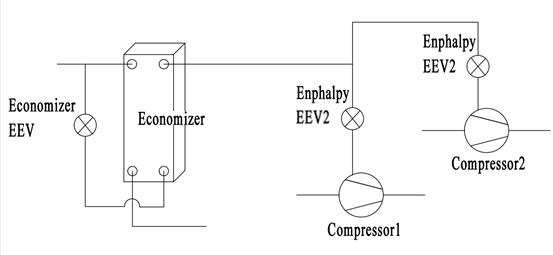 Enphalpy
EEV2
Enphalpy
EEV2
Economizer
EEV
Economizer
Compressor2
Compressor1